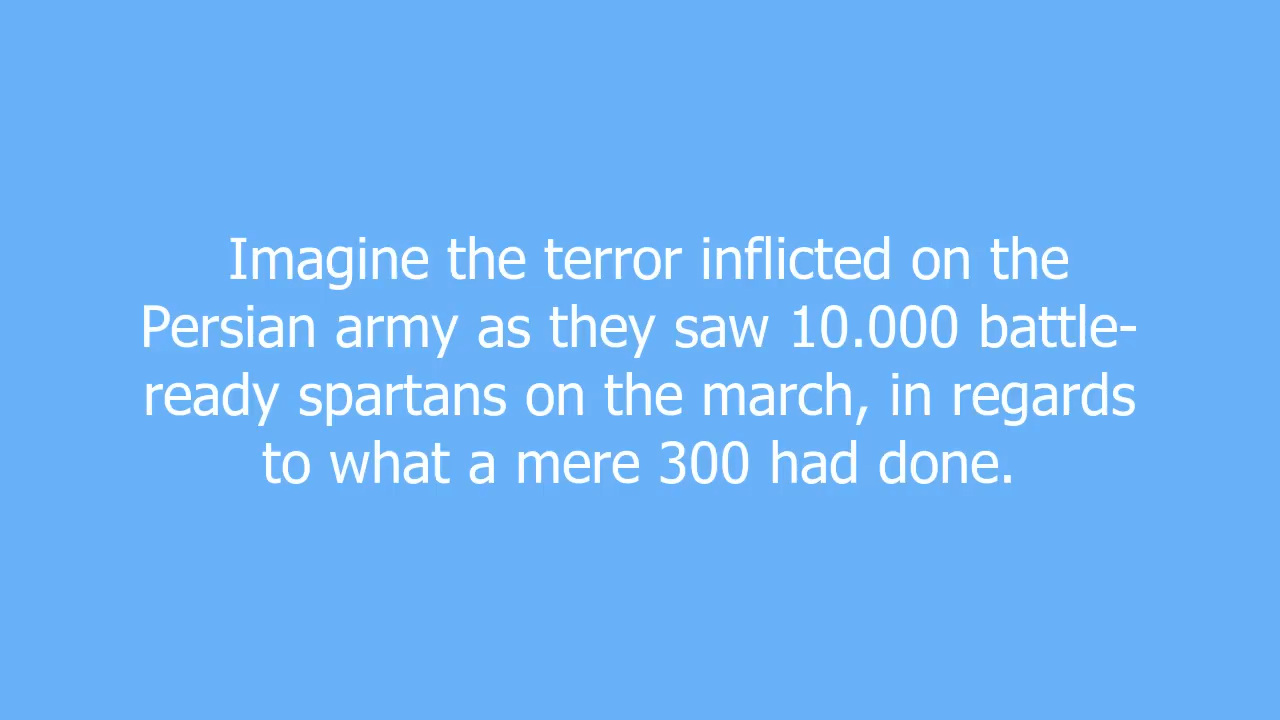 Imagine the terror inflicted on the
Persian army as they saw 10.000 battle-
ready spartans on the march, in regards
to what a mere 300 had done.